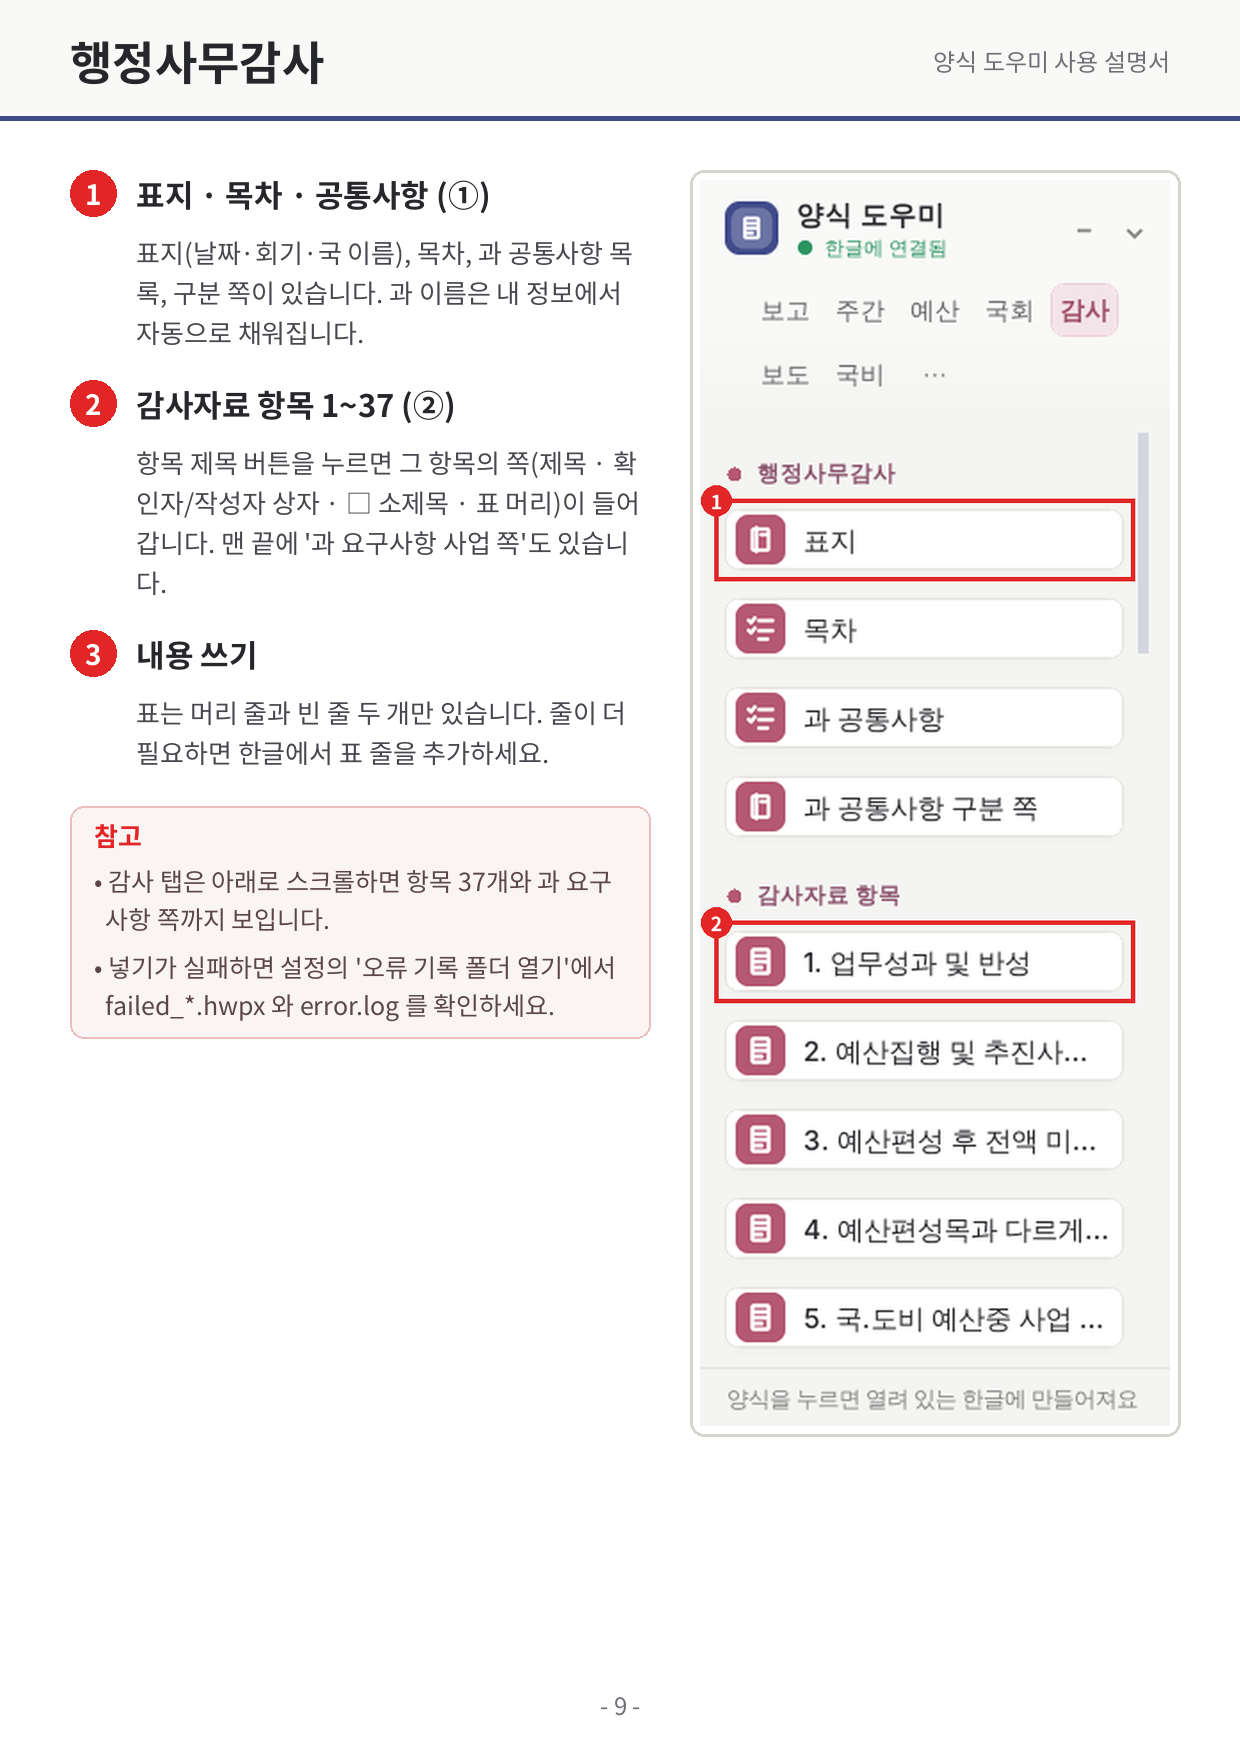 행정사무감사
양식 도우미 사용 설명서
1 표지 · 목차 · 공통사항 (①)
표지(날짜·회기·국 이름), 목차, 과 공통사항 목
록, 구분 쪽이 있습니다. 과 이름은 내 정보에서
자동으로 채워집니다.
2 감사자료 항목 1~37 (②)
항목 제목 버튼을 누르면 그 항목의 쪽(제목 · 확
인자/작성자 상자 · □ 소제목 · 표 머리)이 들어
갑니다. 맨 끝에 '과 요구사항 사업 쪽'도 있습니
다.
3 내용 쓰기
표는 머리 줄과 빈 줄 두 개만 있습니다. 줄이 더
필요하면 한글에서 표 줄을 추가하세요.
참고
• 감사 탭은 아래로 스크롤하면 항목 37개와 과 요구
사항 쪽까지 보입니다.
• 넣기가 실패하면 설정의 '오류 기록 폴더 열기'에서
failed_*.hwpx 와 error.log 를 확인하세요.
양식 도우미
● 한글에 연결됨
보고 주간 예산 국회 감사
보도 국비 ···
행정사무감사
1
표지
목차
과 공통사항
과 공통사항 구분 쪽
감사자료 항목
2
1. 업무성과 및 반성
2. 예산집행 및 추진사...
3. 예산편성 후 전액 미...
4. 예산편성목과 다르게...
5. 국.도비 예산중 사업 ...
양식을 누르면 열려 있는 한글에 만들어져요
- 9 -